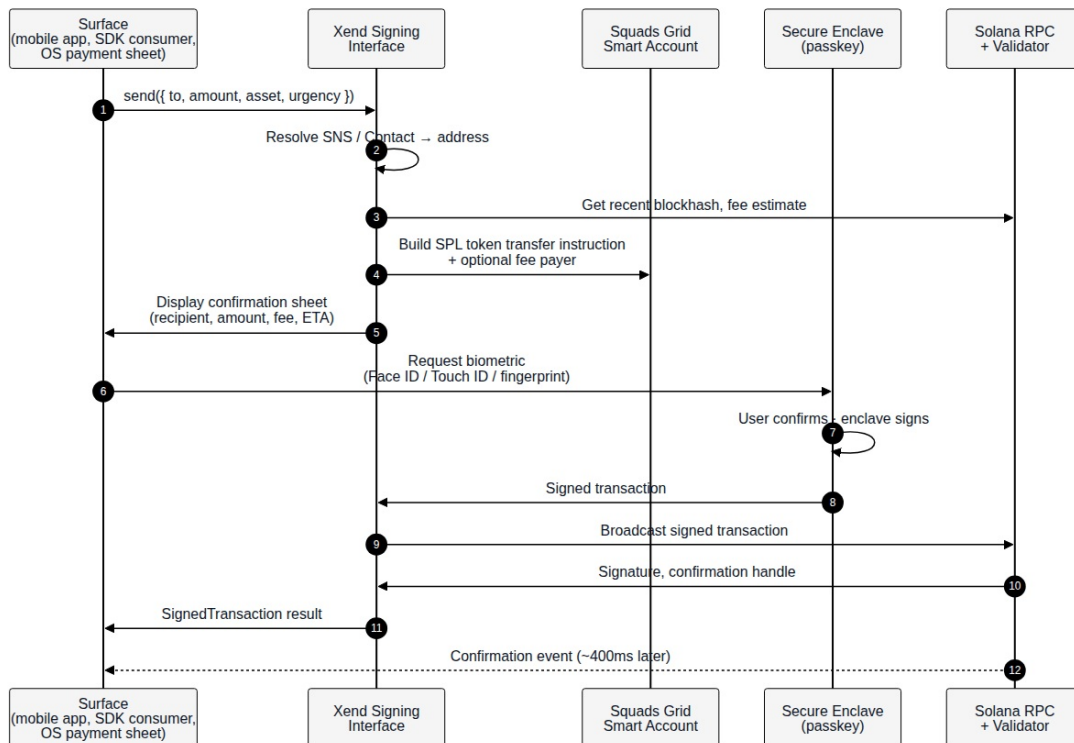 Surface
(mobile app, SDK consumer,
OS payment sheet)
Xend Signing
Interface
Squads Grid
Smart Account
Secure Enclave
(passkey)
Solana RPC
+ Validator
1
send({ to, amount, asset, urgency })
Resolve SNS / Contact → address
2
3
Get recent blockhash, fee estimate
Build SPL token transfer instruction
+ optional fee payer
4
Display confirmation sheet
(recipient, amount, fee, ETA)
5
Request biometric
(Face ID / Touch ID / fingerprint)
6
User confirms - enclave signs
7
Signed transaction
8
Broadcast signed transaction
9
Signature, confirmation handle
10
SignedTransaction result
11
Confirmation event (~400ms later)
12
Surface
(mobile app, SDK consumer,
OS payment sheet)
Xend Signing
Interface
Squads Grid
Smart Account
Secure Enclave
(passkey)
Solana RPC
+ Validator